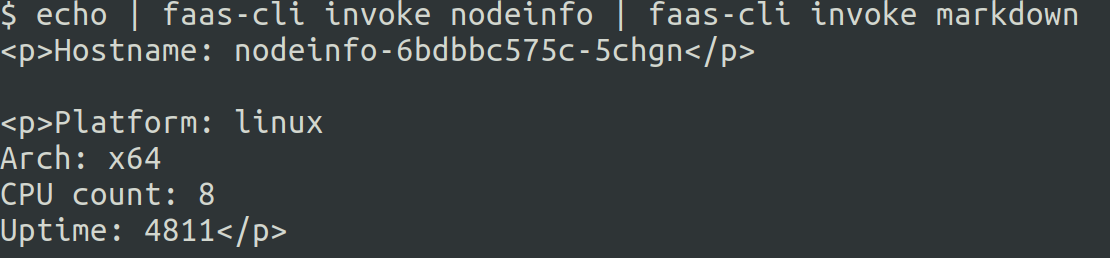 $ echo | faas-cli invoke nodeinfo | faas-cli invoke markdown
<p>Hostname: nodeinfo-6bdbbc575c-5chgn</p>
<p>Platform: linux
Arch: x64
CPU count: 8
Uptime: 4811</p>